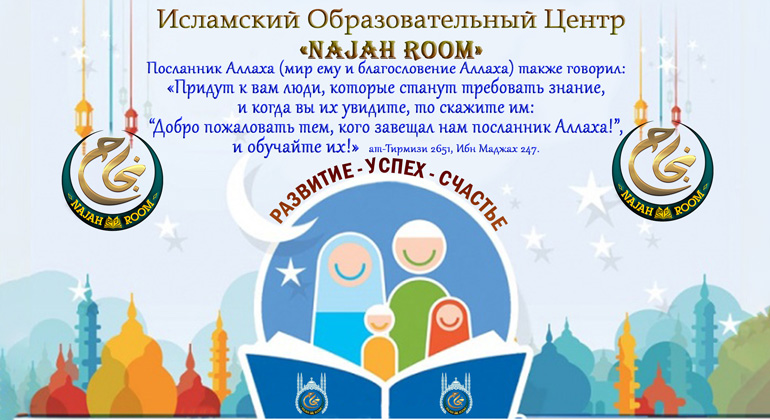 Исламский Образовательный Центр
«NAJAH ROOM»
Посланник Аллаха (мир ему и благословение Аллаха) также говорил:
«Придут к вам люди, которые станут требовать знание,
и когда вы их увидите, то скажите им:
“Добро пожаловать тем, кого завещал нам посланник Аллаха!”,
и обучайте их!» ат-Тирмизи 2651, Ибн Маджах 247.
РАЗВИТИЕ - УСПЕХ - СЧАСТЬЕ
نجاح
NAJAH ROOM
نجاح
NAJAH ROOM